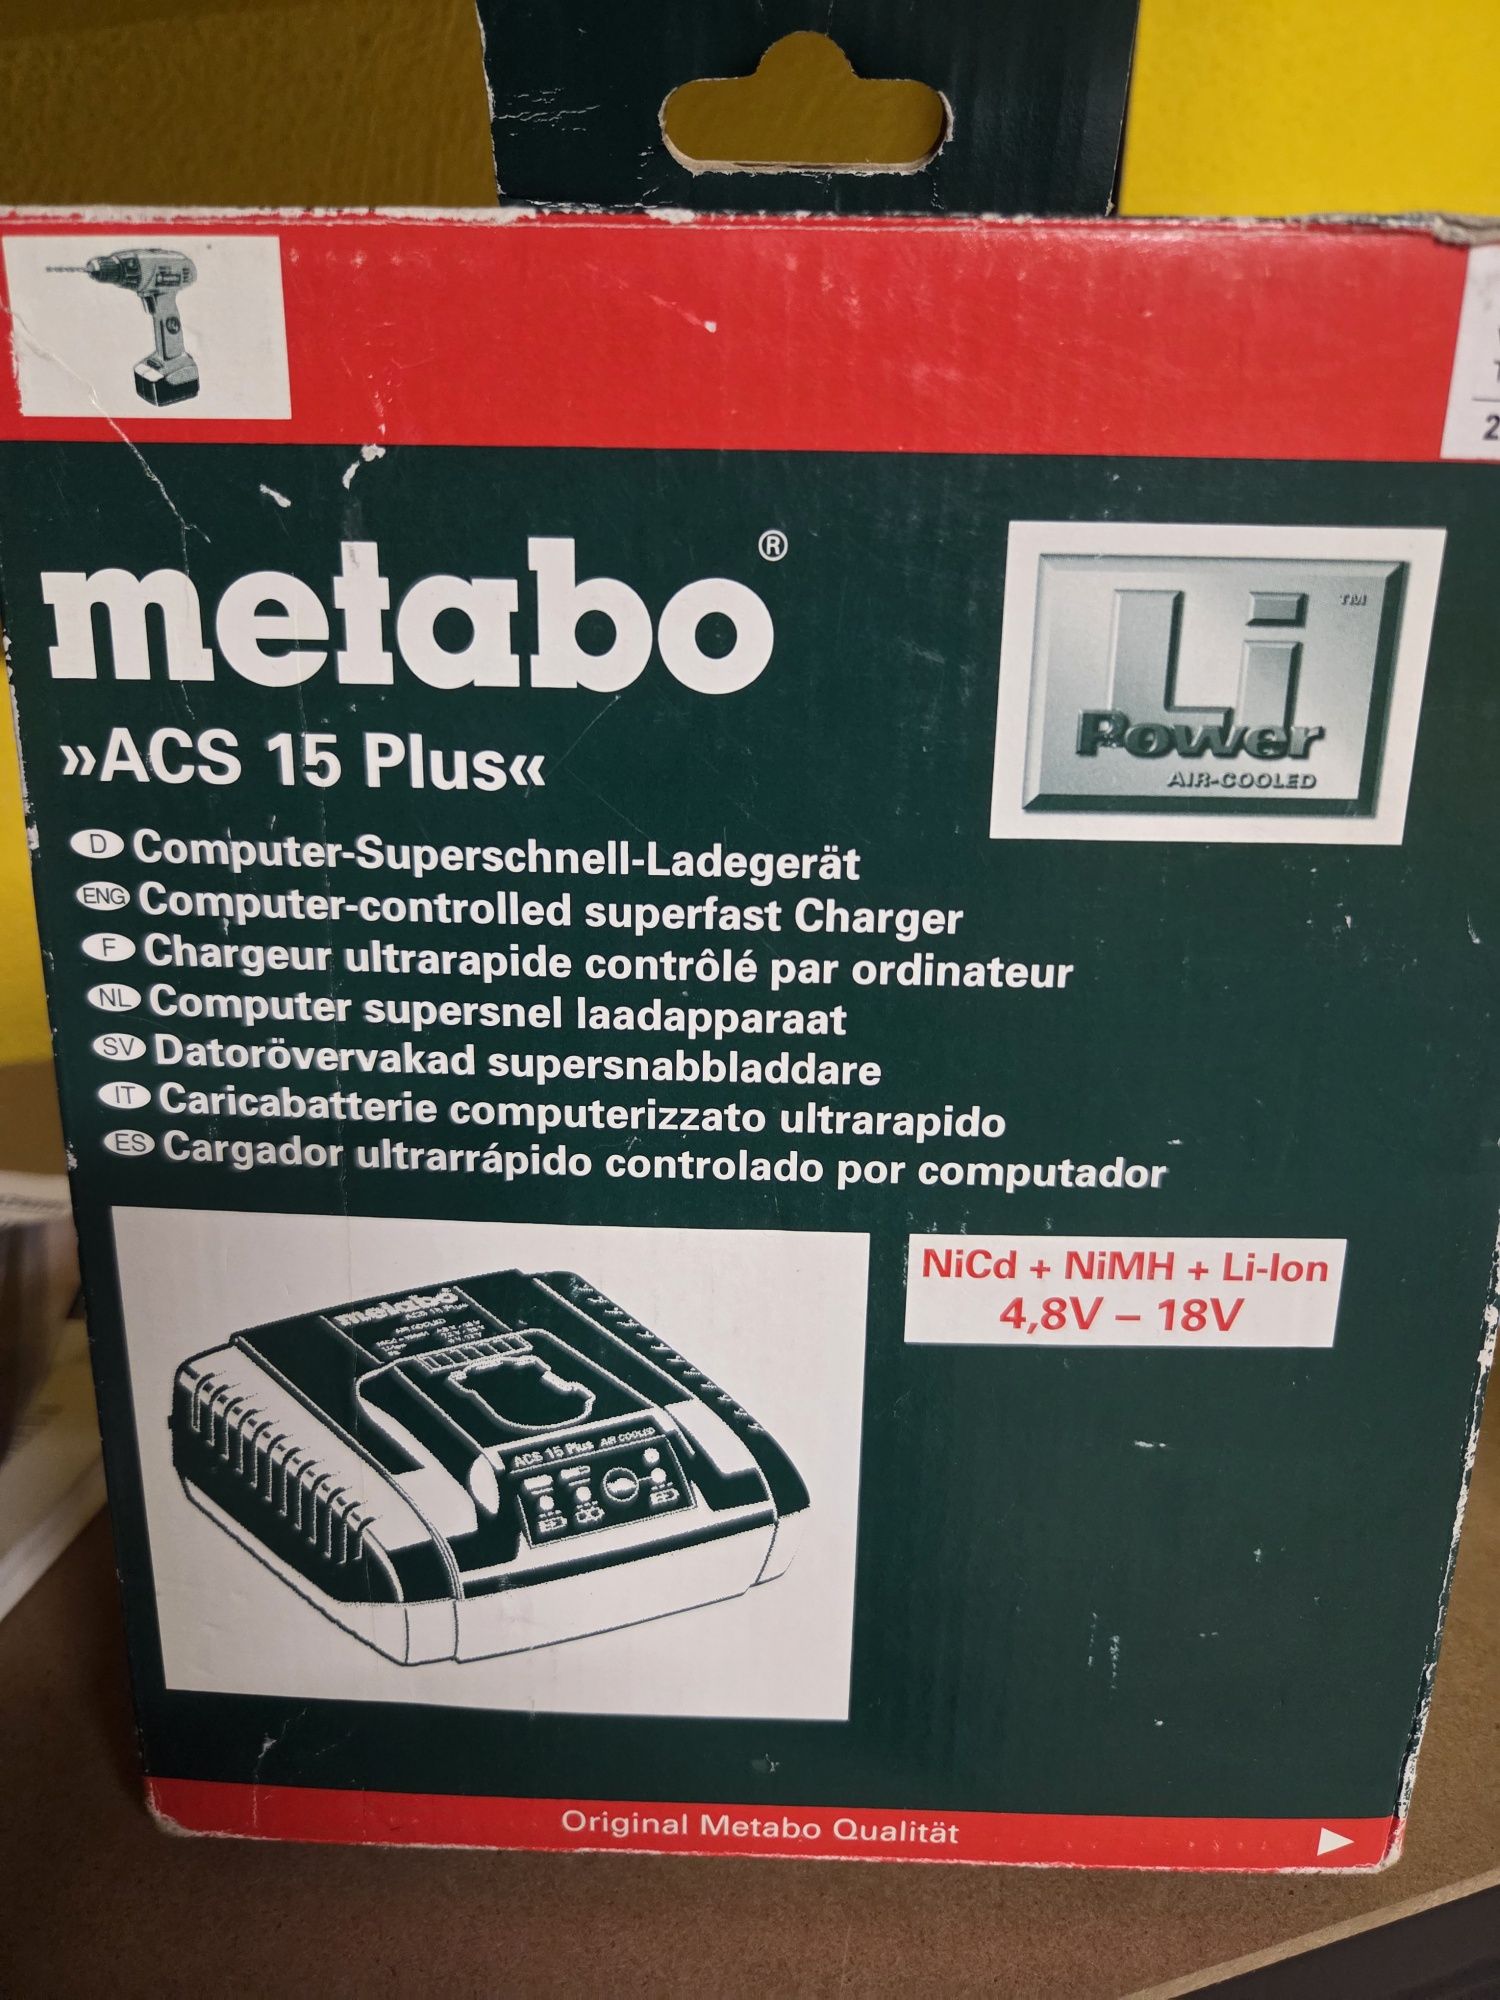 metabo®
»ACS 15 Plus«
Li ™
Power
AIR-COOLED
D Computer-Superschnell-Ladegerät
ENG Computer-controlled superfast Charger
F Chargeur ultrarapide contrôlé par ordinateur
NL Computer supersnel laadapparaat
SV Datorövervakad supersnabbladdare
IT Caricabatterie computerizzato ultrarapido
ES Cargador ultrarrápido controlado por computador
NiCd + NiMH + Li-Ion
4,8V – 18V
metabo
ACS 15 Plus
ACS 15 Plus AIR COOLED
Original Metabo Qualität